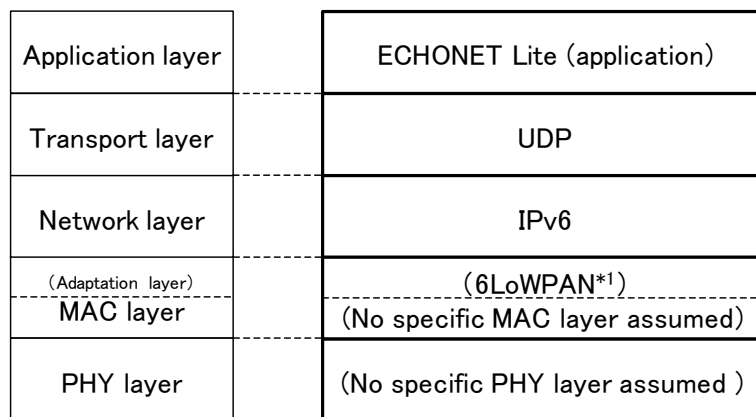 Application layer
ECHONET Lite (application)
Transport layer
UDP
Network layer
IPv6
(Adaptation layer)
(6LoWPAN*1)
MAC layer
(No specific MAC layer assumed)
PHY layer
(No specific PHY layer assumed )